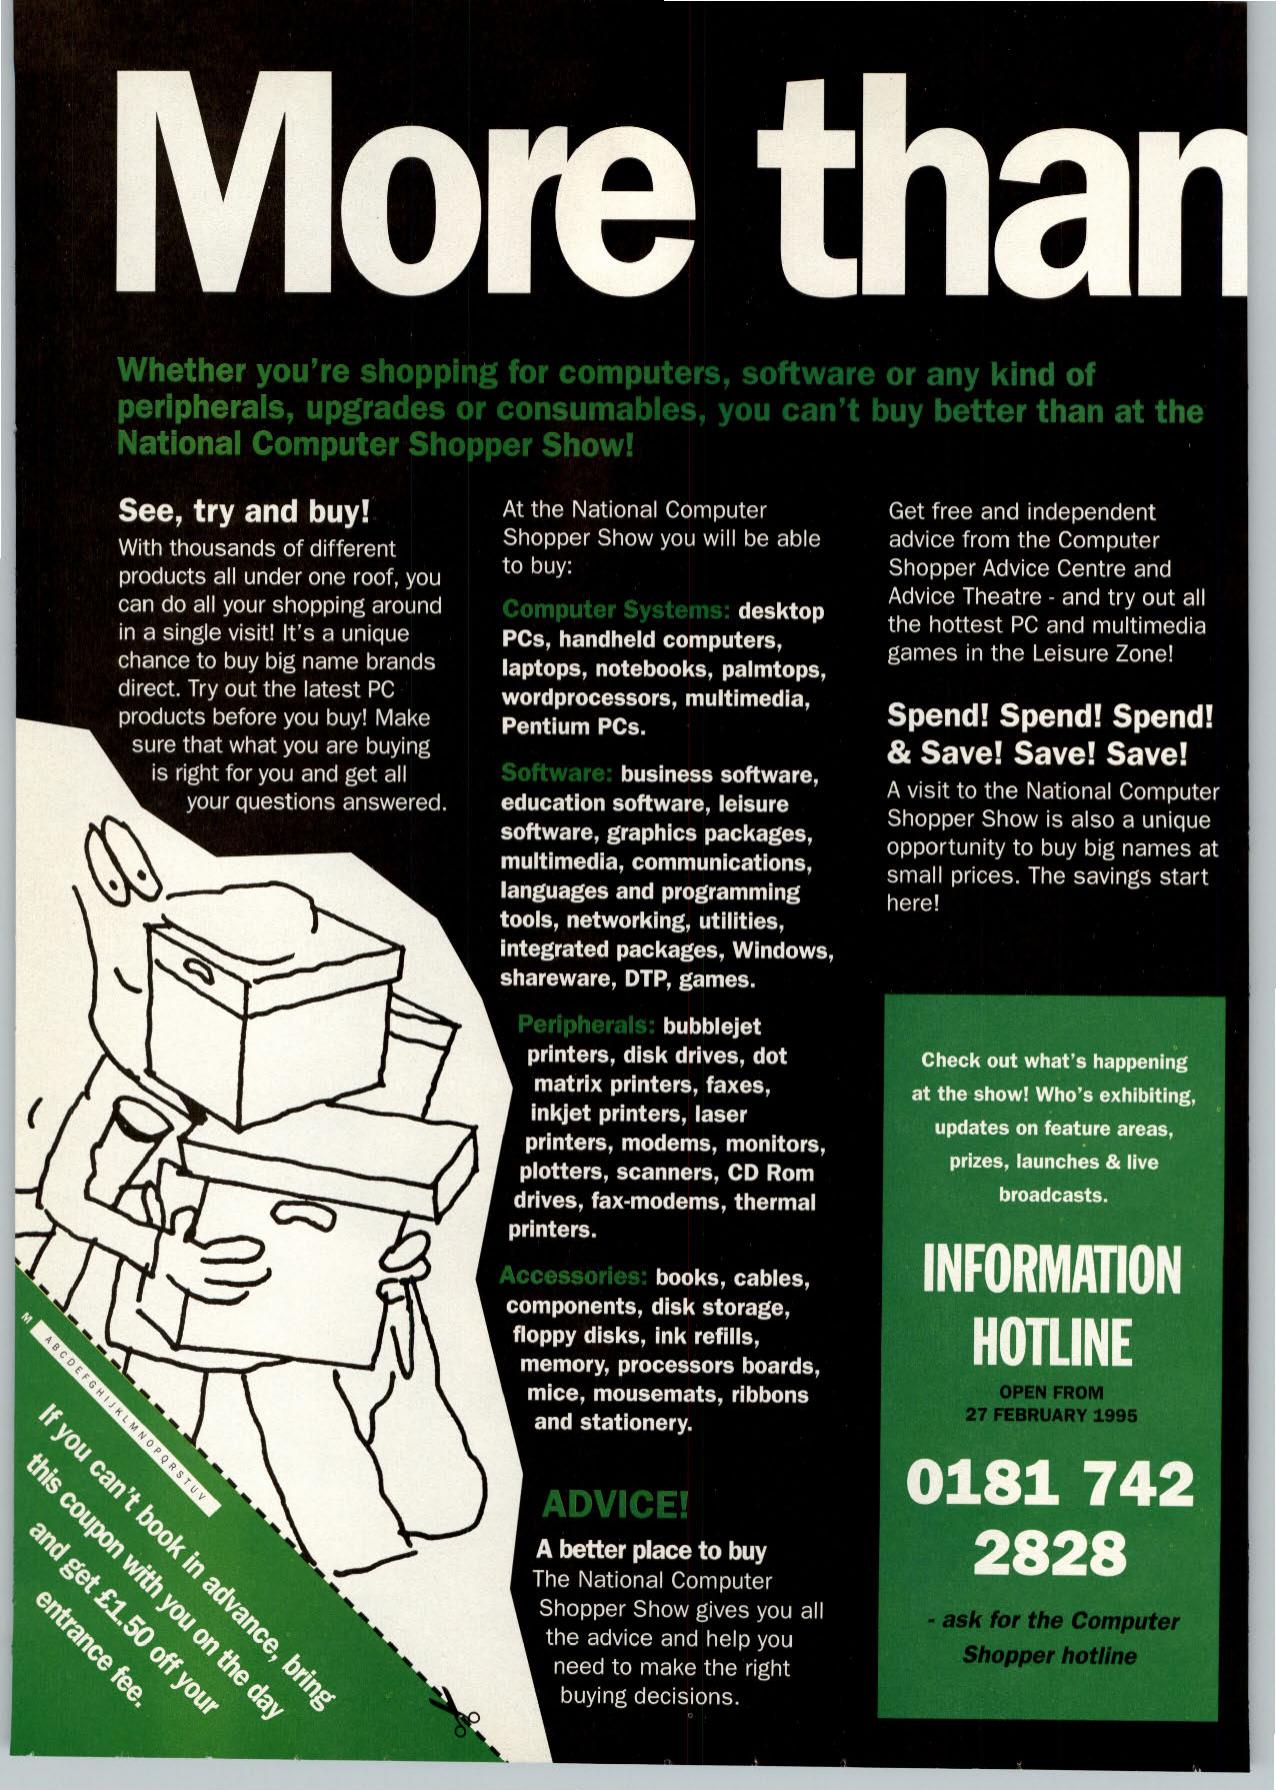 More than
Whether you're shopping for computers, software or any kind of
peripherals, upgrades or consumables, you can't buy better than at the
National Computer Shopper Show!
See, try and buy!
With thousands of different
products all under one roof, you
can do all your shopping around
in a single visit! It's a unique
chance to buy big name brands
direct. Try out the latest PC
products before you buy! Make
sure that what you are buying
is right for you and get all
your questions answered.
At the National Computer
Shopper Show you will be able
to buy:
Computer Systems: desktop
PCs, handheld computers,
laptops, notebooks, palmtops,
wordprocessors, multimedia,
Pentium PCs.
Software: business software,
education software, leisure
software, graphics packages,
multimedia, communications,
languages and programming
tools, networking, utilities,
integrated packages, Windows,
shareware, DTP, games.
Peripherals: bubblejet
printers, disk drives, dot
matrix printers, faxes,
inkjet printers, laser
printers, modems, monitors,
plotters, scanners, CD Rom
drives, fax-modems, thermal
printers.
Accessories: books, cables,
components, disk storage,
floppy disks, ink refills,
memory, processors boards,
mice, mousemats, ribbons
and stationery.
ADVICE!
A better place to buy
The National Computer
Shopper Show gives you all
the advice and help you
need to make the right
buying decisions.
Get free and independent
advice from the Computer
Shopper Advice Centre and
Advice Theatre - and try out all
the hottest PC and multimedia
games in the Leisure Zone!
Spend! Spend! Spend!
& Save! Save! Save!
A visit to the National Computer
Shopper Show is also a unique
opportunity to buy big names at
small prices. The savings start
here!
Check out what's happening
at the show! Who's exhibiting,
updates on feature areas,
prizes, launches & live
broadcasts.
INFORMATION
HOTLINE
OPEN FROM
27 FEBRUARY 1995
0181 742
2828
- ask for the Computer
Shopper hotline
M ABCDEFGHIJKLMNOPQRSTUV
If you can't book in advance, bring
this coupon with you on the day
and get £1.50 off your
entrance fee.